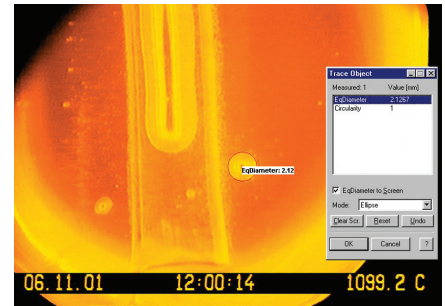 Trace Object
Measured: 1 Value [mm]
EqDiameter 2.1267
Circularity 1
EqDiameter: 2.12
EqDiameter to Screen
Mode: Ellipse
Clear Scr. Reset Undo
OK Cancel ?
06.11.01 12:00:14 1099.2 C